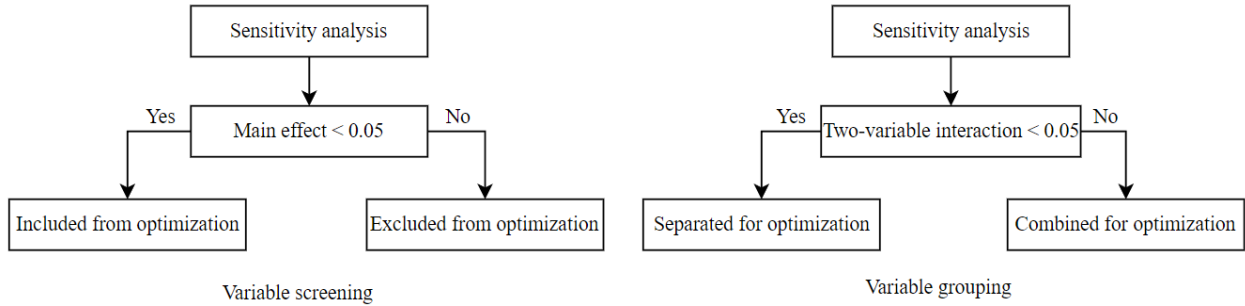 Sensitivity analysis
Yes
Main effect < 0.05
No
Included from optimization
Excluded from optimization
Variable screening
Sensitivity analysis
Yes
Two-variable interaction < 0.05
No
Separated for optimization
Combined for optimization
Variable grouping